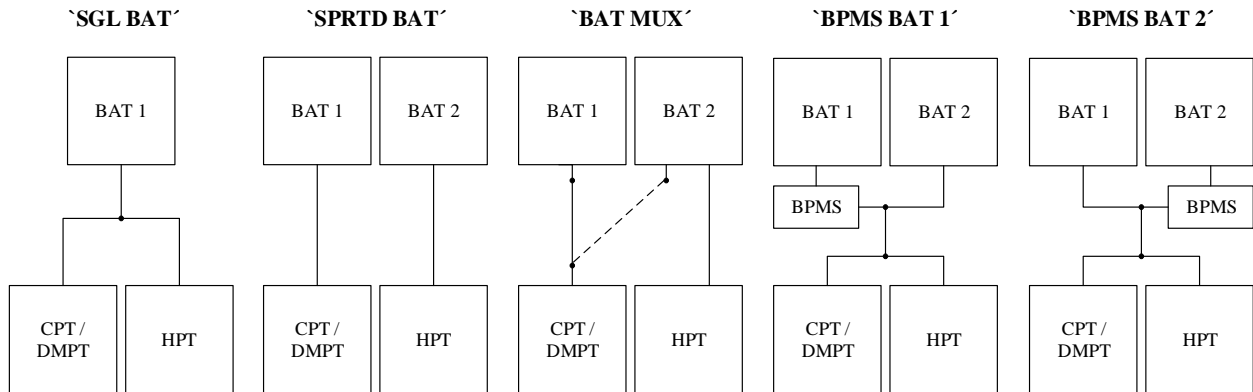 `SGL BAT´
`SPRTD BAT´
`BAT MUX´
`BPMS BAT 1´
`BPMS BAT 2´
BAT 1
BAT 1
BAT 2
BAT 1
BAT 2
BAT 1
BAT 2
BAT 1
BAT 2
BPMS
BPMS
CPT /
DMPT
HPT
CPT /
DMPT
HPT
CPT /
DMPT
HPT
CPT /
DMPT
HPT
CPT /
DMPT
HPT